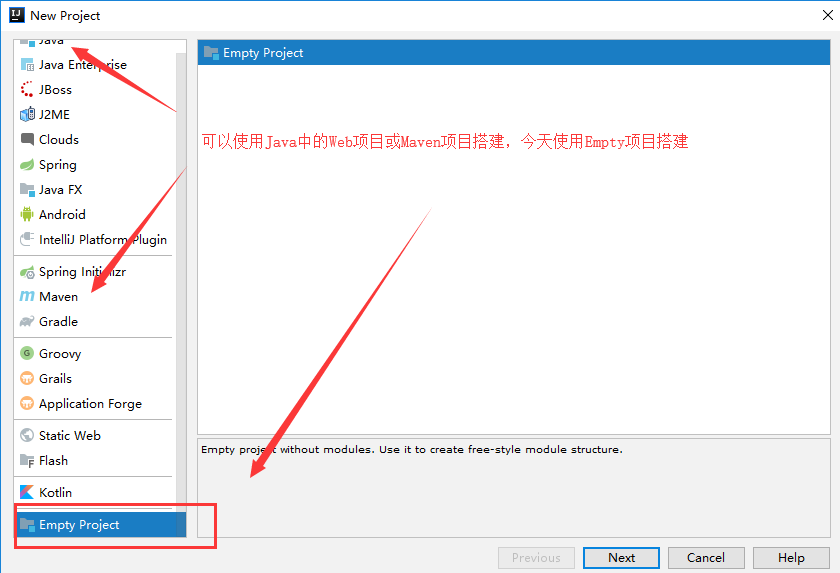 New Project
Java
Java Enterprise
JBoss
J2ME
Clouds
Spring
Java FX
Android
IntelliJ Platform Plugin
Spring Initializr
Maven
Gradle
Groovy
Grails
Application Forge
Static Web
Flash
Kotlin
Empty Project
Empty Project
可以使用Java中的Web项目或Maven项目搭建，今天使用Empty项目搭建
Empty project without modules. Use it to create free-style module structure.
Previous
Next
Cancel
Help